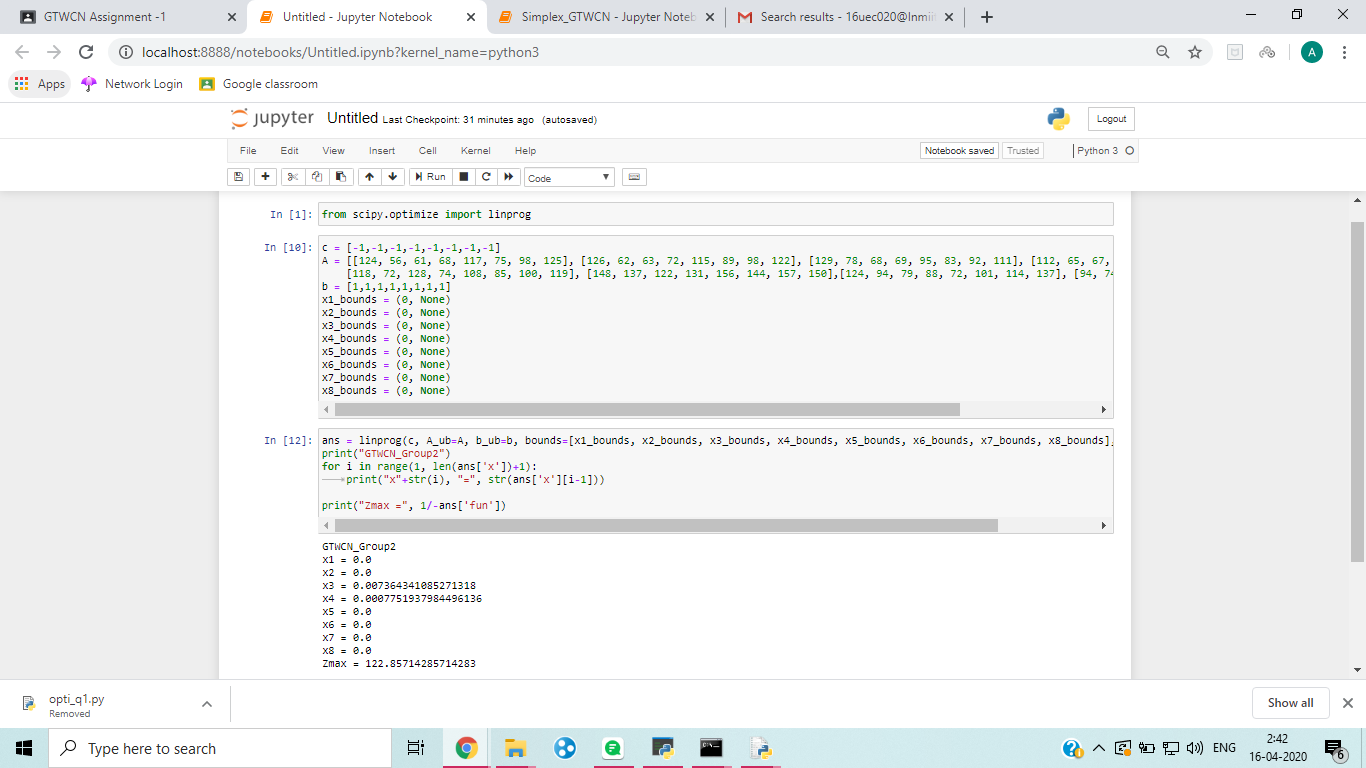 GTWCN Assignment -1
Untitled - Jupyter Notebook
Simplex_GTWCN - Jupyter Noteb
Search results - 16uec020@lnmii
localhost:8888/notebooks/Untitled.ipynb?kernel_name=python3
A
Apps
Network Login
Google classroom
jupyter Untitled Last Checkpoint: 31 minutes ago (autosaved)
Logout
File Edit View Insert Cell Kernel Help
Notebook saved Trusted Python 3
Run Code
In [1]: from scipy.optimize import linprog
In [10]: c = [-1,-1,-1,-1,-1,-1,-1,-1]
A = [[124, 56, 61, 68, 117, 75, 98, 125], [126, 62, 63, 72, 115, 89, 98, 122], [129, 78, 68, 69, 95, 83, 92, 111], [112, 65, 67,
[118, 72, 128, 74, 108, 85, 100, 119], [148, 137, 122, 131, 156, 144, 157, 150],[124, 94, 79, 88, 72, 101, 114, 137], [94, 74
b = [1,1,1,1,1,1,1,1]
x1_bounds = (0, None)
x2_bounds = (0, None)
x3_bounds = (0, None)
x4_bounds = (0, None)
x5_bounds = (0, None)
x6_bounds = (0, None)
x7_bounds = (0, None)
x8_bounds = (0, None)
In [12]: ans = linprog(c, A_ub=A, b_ub=b, bounds=[x1_bounds, x2_bounds, x3_bounds, x4_bounds, x5_bounds, x6_bounds, x7_bounds, x8_bounds],
print("GTWCN_Group2")
for i in range(1, len(ans['x'])+1):
print("x"+str(i), "=", str(ans['x'][i-1]))
print("Zmax =", 1/-ans['fun'])
GTWCN_Group2
x1 = 0.0
x2 = 0.0
x3 = 0.007364341085271318
x4 = 0.0007751937984496136
x5 = 0.0
x6 = 0.0
x7 = 0.0
x8 = 0.0
Zmax = 122.85714285714283
opti_q1.py
Removed
Show all
Type here to search
ENG
2:42
16-04-2020
6